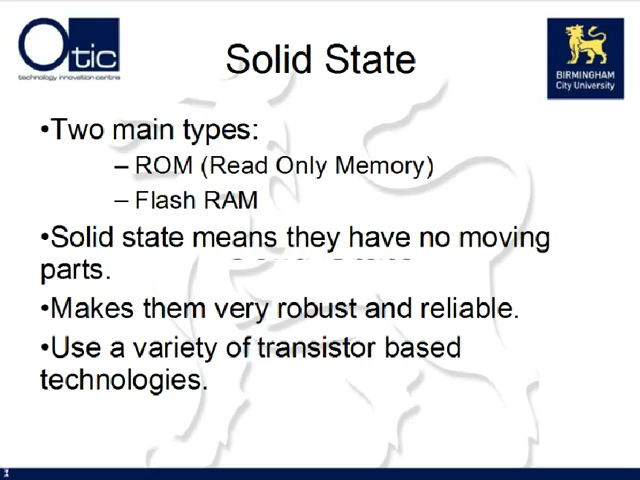 Otic
technology innovation centre
Solid State
BIRMINGHAM
City University
•Two main types:
– ROM (Read Only Memory)
– Flash RAM
•Solid state means they have no moving
parts.
•Makes them very robust and reliable.
•Use a variety of transistor based
technologies.